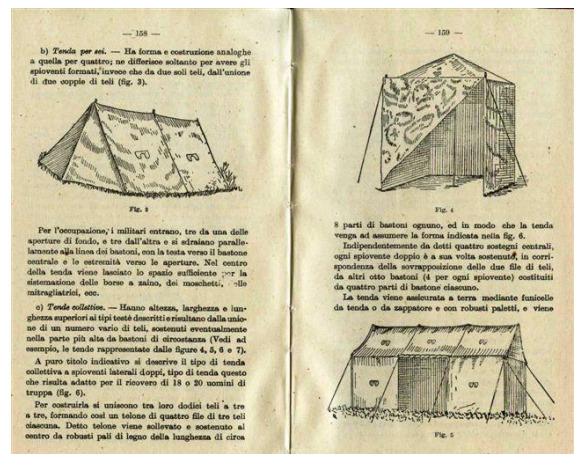 — 158 —
b) Tenda per sei. — Ha forma e costruzione analoghe
a quella per quattro; ne differisce soltanto per avere gli
spioventi formati, invece che da due soli teli, dall'unione
di due coppie di teli (fig. 3).
Fig. 3
Per l'occupazione, i militari entrano, tre da una delle
aperture di fondo, e tre dall'altra e si sdraiano paralle-
lamente alla linea dei bastoni, con la testa verso il bastone
centrale e le estremità verso le aperture. Nel centro
della tenda viene lasciato lo spazio sufficiente per la
sistemazione delle borse a zaino, dei moschetti, delle
mitragliatrici, ecc.
c) Tende collettive. — Hanno altezza, larghezza e lun-
ghezza superiori ai tipi testè descritti e risultano dalla unio-
ne di un numero vario di teli, sostenuti eventualmente
nella parte più alta da bastoni di circostanza (Vedi ad
esempio, le tende rappresentate dalle figure 4, 5, 6 e 7).
A puro titolo indicativo si descrive il tipo di tenda
collettiva a spioventi laterali doppi, tipo di tenda questo
che risulta adatto per il ricovero di 18 o 20 uomini di
truppa (fig. 6).
Per costruirla si uniscono tra loro dodici teli a tre
a tre, formando così un telone di quattro file di tre teli
ciascuna. Detto telone viene sollevato e sostenuto al
centro da robusti pali di legno della lunghezza di circa
— 159 —
Fig. 4
8 parti di bastoni ognuno, ed in modo che la tenda
venga ad assumere la forma indicata nella fig. 6.
Indipendentemente da detti quattro sostegni centrali,
ogni spiovente doppio è a sua volta sostenuto, in corri-
spondenza della sovrapposizione delle due file di teli,
da altri otto bastoni (4 per ogni spiovente) costituiti
da quattro parti di bastone ciascuno.
La tenda viene assicurata a terra mediante funicelle
da tenda o da zappatore e con robusti paletti, e viene
Fig. 5